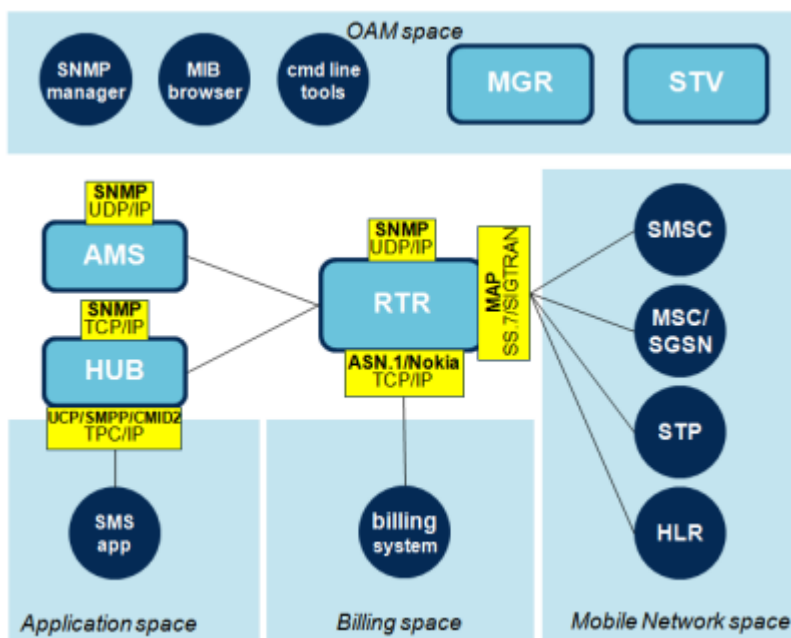 OAM space
SNMP
manager
MIB
browser
cmd line
tools
MGR
STV
SNMP
UDP/IP
AMS
SNMP
TCP/IP
HUB
UCP/SMPP/CMID2
TPC/IP
SMS
app
Application space
SNMP
UDP/IP
RTR
MAP
SS.7/SIGTRAN
ASN.1/Nokia
TCP/IP
billing
system
Billing space
SMSC
MSC/
SGSN
STP
HLR
Mobile Network space